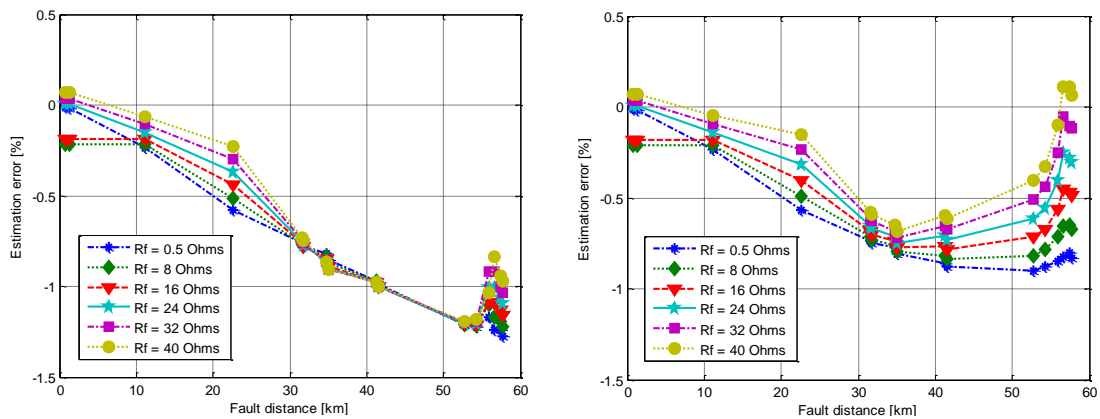 0.5
0
-0.5
-1
-1.5
Estimation error [%]
Rf = 0.5 Ohms
Rf = 8 Ohms
Rf = 16 Ohms
Rf = 24 Ohms
Rf = 32 Ohms
Rf = 40 Ohms
0 10 20 30 40 50 60
Fault distance [km]
0.5
0
-0.5
-1
-1.5
Estimation error [%]
Rf = 0.5 Ohms
Rf = 8 Ohms
Rf = 16 Ohms
Rf = 24 Ohms
Rf = 32 Ohms
Rf = 40 Ohms
0 10 20 30 40 50 60
Fault distance [km]